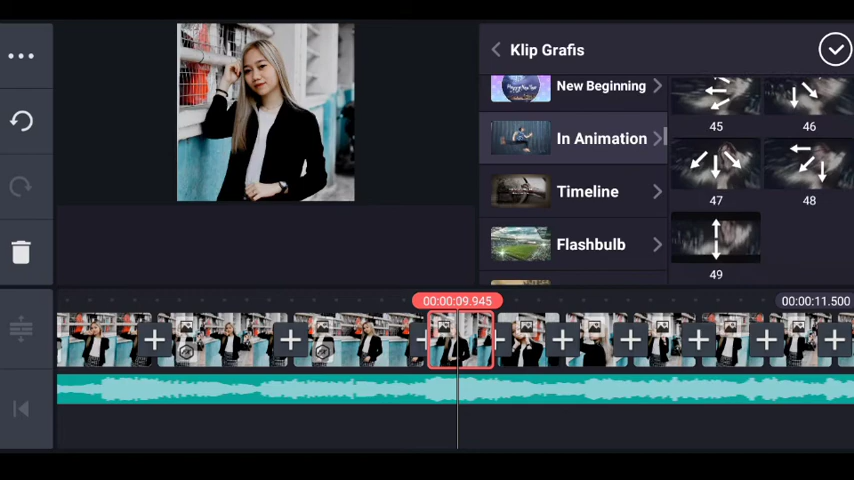 Klip Grafis
New Beginning
In Animation
Timeline
Flashbulb
45
46
47
48
49
00:00:09.945
00:00:11.500